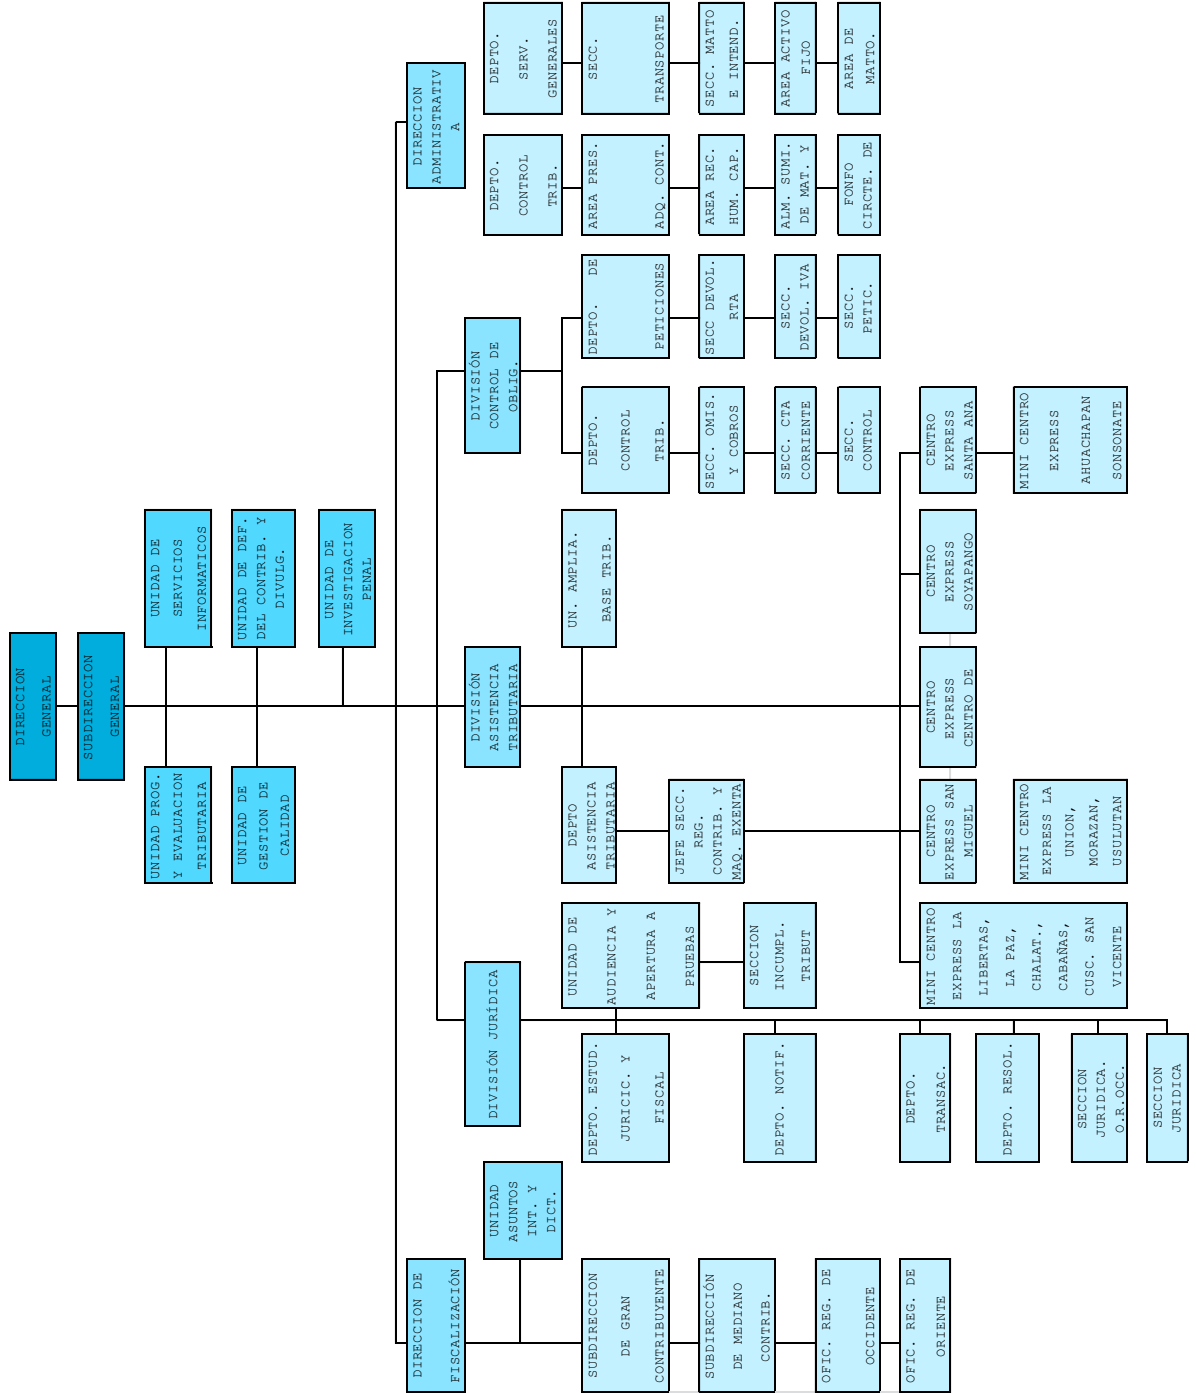 DIRECCION
GENERAL
SUBDIRECCION
GENERAL
UNIDAD PROG.
Y EVALUACION
TRIBUTARIA
UNIDAD DE
SERVICIOS
INFORMATICOS
UNIDAD DE
GESTION DE
CALIDAD
UNIDAD DE DEF.
DEL CONTRIB. Y
DIVULG.
UNIDAD DE
INVESTIGACION
PENAL
DIRECCION DE
FISCALIZACIÓN
DIRECCION
ADMINISTRATIV
A
DIVISIÓN JURÍDICA
DIVISIÓN
ASISTENCIA
TRIBUTARIA
DIVISIÓN
CONTROL DE
OBLIG.
UNIDAD
ASUNTOS
INT. Y
DICT.
SUBDIRECCION
DE GRAN
CONTRIBUYENTE
SUBDIRECCIÓN
DE MEDIANO
CONTRIB.
OFIC. REG. DE
OCCIDENTE
OFIC. REG. DE
ORIENTE
UNIDAD DE
AUDIENCIA Y
APERTURA A
PRUEBAS
SECCION
INCUMPL.
TRIBUT
DEPTO. ESTUD.
JURICIC. Y
FISCAL
DEPTO. NOTIF.
DEPTO.
TRANSAC.
DEPTO. RESOL.
SECCION
JURIDICA.
O.R.OCC.
SECCION
JURIDICA
DEPTO
ASISTENCIA
TRIBUTARIA
UN. AMPLIA.
BASE TRIB.
JEFE SECC.
REG.
CONTRIB. Y
MAQ. EXENTA
MINI CENTRO
EXPRESS LA
LIBERTAS,
LA PAZ,
CHALAT.,
CABAÑAS,
CUSC. SAN
VICENTE
CENTRO
EXPRESS SAN
MIGUEL
MINI CENTRO
EXPRESS LA
UNION,
MORAZAN,
USULUTAN
CENTRO
EXPRESS
CENTRO DE
CENTRO
EXPRESS
SOYAPANGO
CENTRO
EXPRESS
SANTA ANA
MINI CENTRO
EXPRESS
AHUACHAPAN
SONSONATE
DEPTO.
CONTROL
TRIB.
SECC. OMIS.
Y COBROS
SECC. CTA
CORRIENTE
SECC.
CONTROL
DEPTO. DE
PETICIONES
SECC DEVOL.
RTA
SECC.
DEVOL. IVA
SECC.
PETIC.
DEPTO.
CONTROL
TRIB.
AREA PRES.
ADQ. CONT.
AREA REC.
HUM. CAP.
ALM. SUMI.
DE MAT. Y
FONFO
CIRCTE. DE
DEPTO.
SERV.
GENERALES
SECC.
TRANSPORTE
SECC. MATTO
E INTEND.
AREA ACTIVO
FIJO
AREA DE
MATTO.